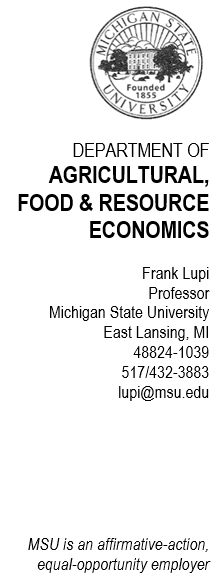 MICHIGAN STATE
UNIVERSITY
Founded
1855
DEPARTMENT OF
AGRICULTURAL,
FOOD & RESOURCE
ECONOMICS
Frank Lupi
Professor
Michigan State University
East Lansing, MI
48824-1039
517/432-3883
lupi@msu.edu
MSU is an affirmative-action,
equal-opportunity employer